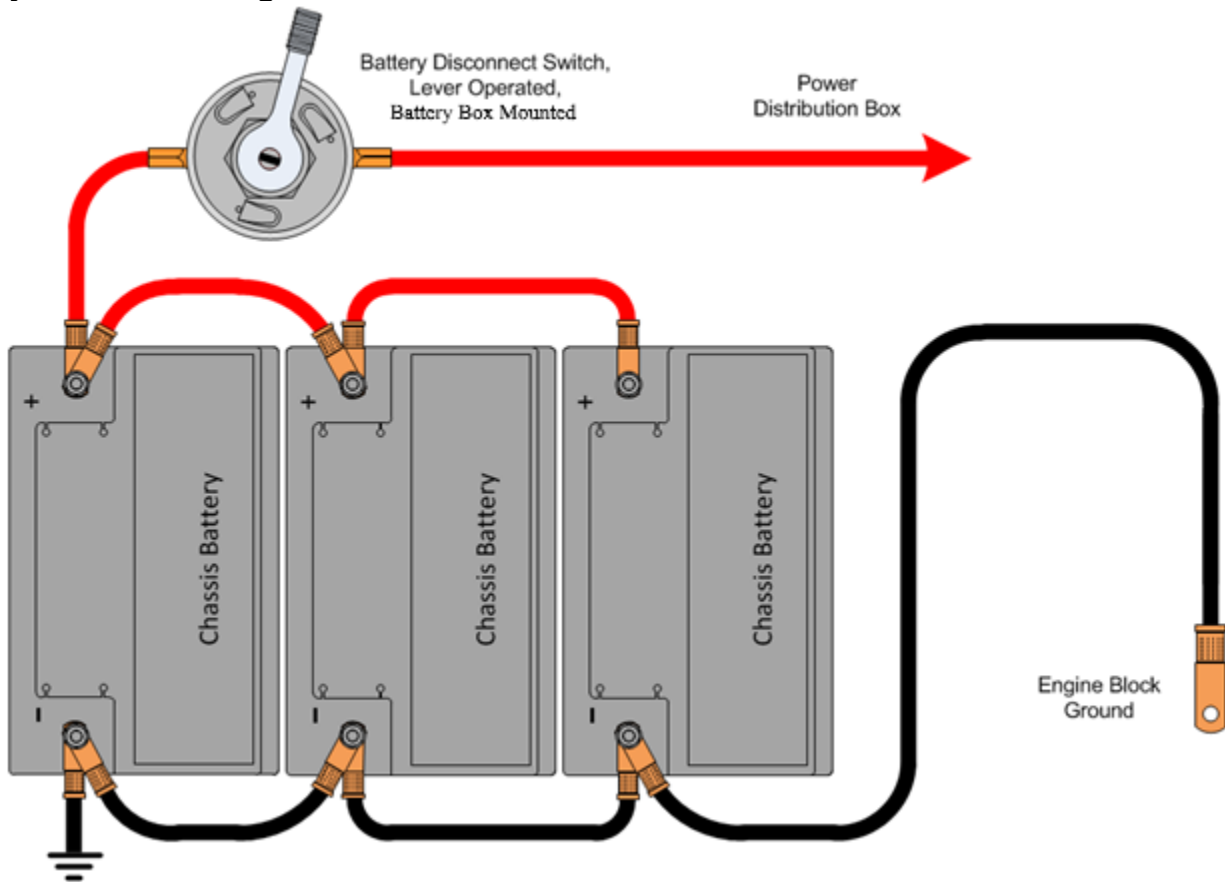 Battery Disconnect Switch,
Lever Operated,
Battery Box Mounted
Power
Distribution Box
+
+
+
Chassis Battery
Chassis Battery
Chassis Battery
-
-
-
Engine Block
Ground